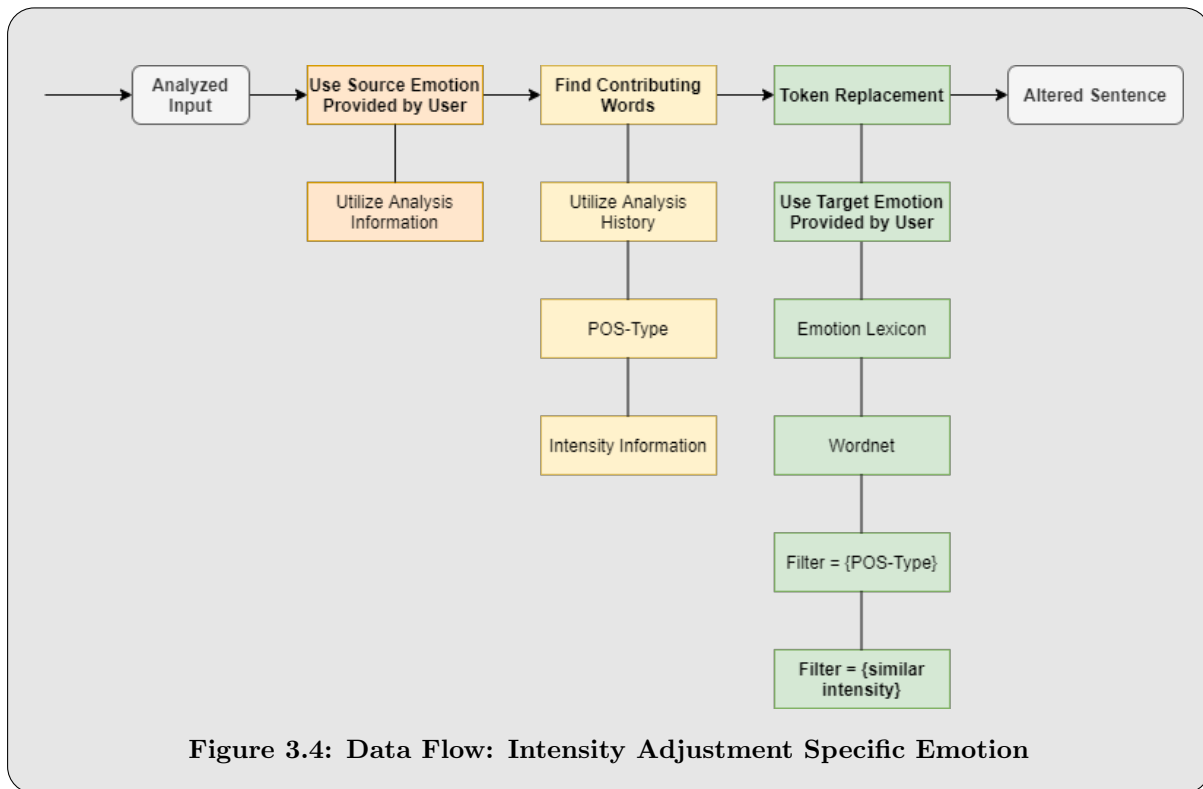 Analyzed
Input
Use Source Emotion
Provided by User
Find Contributing
Words
Token Replacement
Altered Sentence
Utilize Analysis
Information
Utilize Analysis
History
Use Target Emotion
Provided by User
POS-Type
Emotion Lexicon
Intensity Information
Wordnet
Filter = {POS-Type}
Filter = {similar
intensity}
Figure 3.4: Data Flow: Intensity Adjustment Specific Emotion